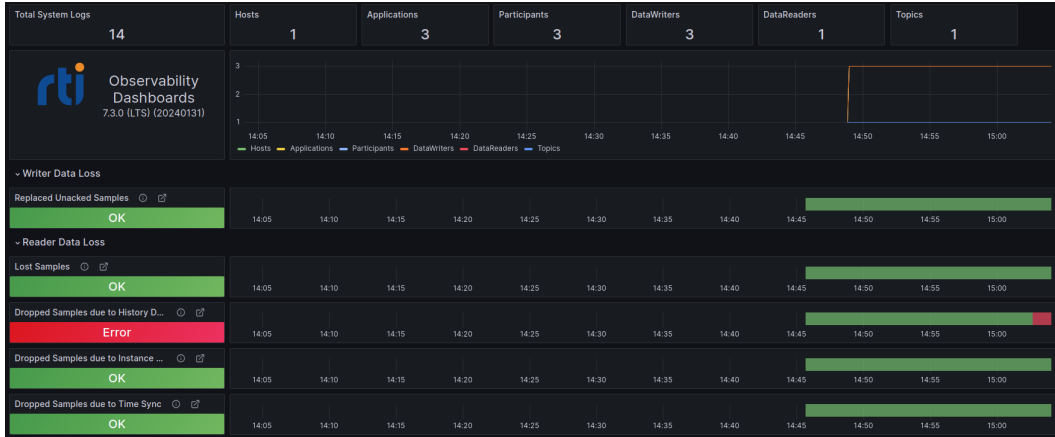 Total System Logs
14
Hosts
1
Applications
3
Participants
3
DataWriters
3
DataReaders
1
Topics
1
rti
Observability
Dashboards
7.3.0 (LTS) (20240131)
3
2
1
14:05 14:10 14:15 14:20 14:25 14:30 14:35 14:40 14:45 14:50 14:55 15:00
Hosts Applications Participants DataWriters DataReaders Topics
Writer Data Loss
Replaced Unacked Samples
OK
14:05 14:10 14:15 14:20 14:25 14:30 14:35 14:40 14:45 14:50 14:55 15:00
Reader Data Loss
Lost Samples
OK
14:05 14:10 14:15 14:20 14:25 14:30 14:35 14:40 14:45 14:50 14:55 15:00
Dropped Samples due to History D...
Error
14:05 14:10 14:15 14:20 14:25 14:30 14:35 14:40 14:45 14:50 14:55 15:00
Dropped Samples due to Instance ...
OK
14:05 14:10 14:15 14:20 14:25 14:30 14:35 14:40 14:45 14:50 14:55 15:00
Dropped Samples due to Time Sync
OK
14:05 14:10 14:15 14:20 14:25 14:30 14:35 14:40 14:45 14:50 14:55 15:00